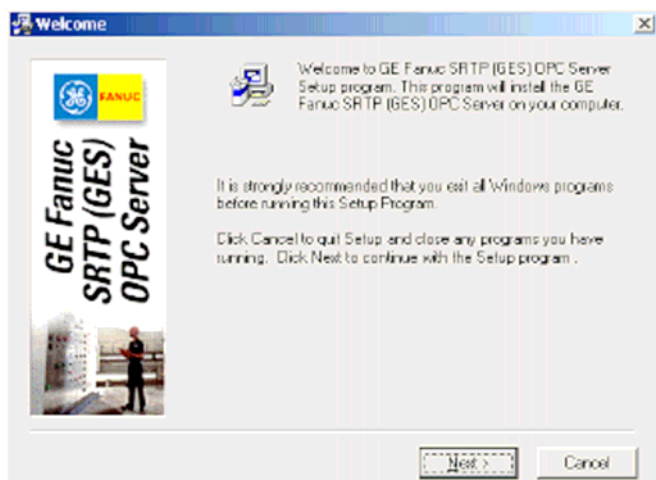 Welcome
GE FANUC
GE Fanuc
SRTP (GES)
OPC Server
Welcome to GE Fanuc SRTP (GES) OPC Server
Setup program. This program will install the GE
Fanuc SRTP (GES) OPC Server on your computer.
It is strongly recommended that you exit all Windows programs
before running this Setup Program.
Click Cancel to quit Setup and close any programs you have
running. Click Next to continue with the Setup program .
Next >
Cancel